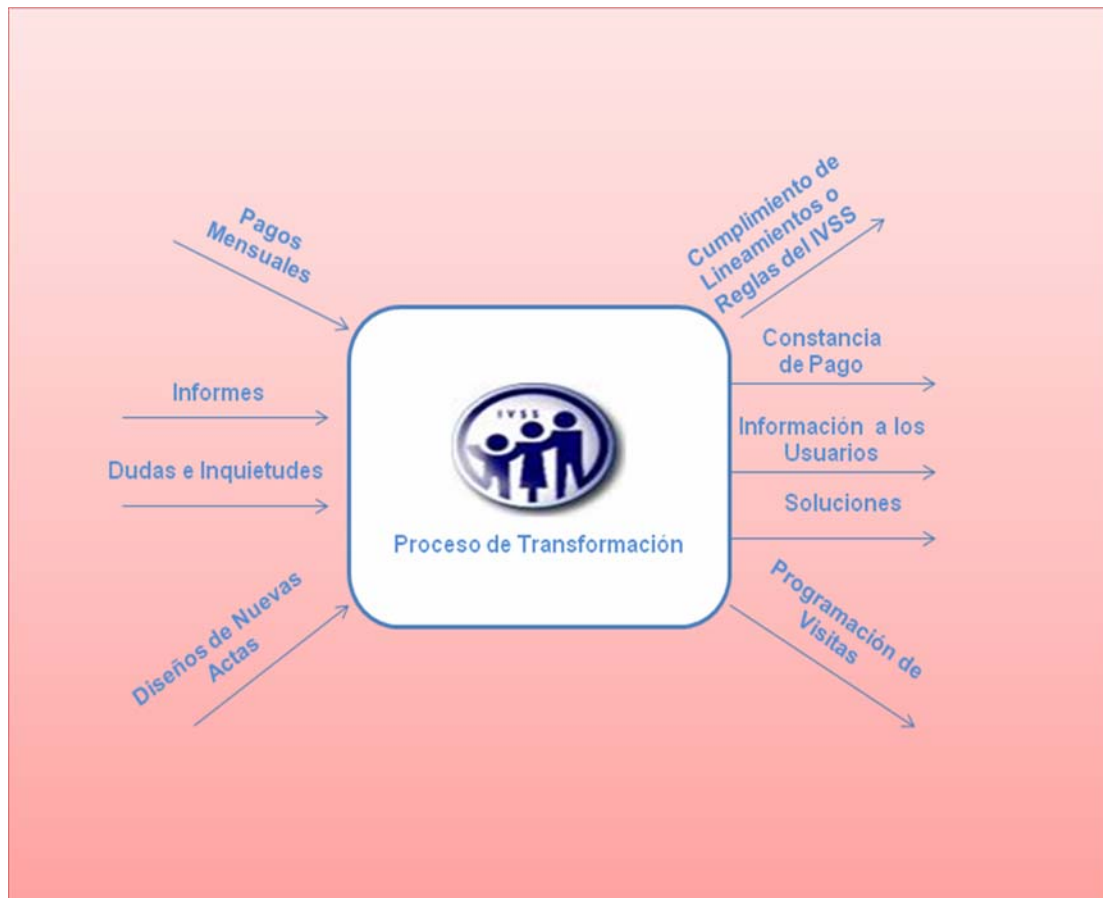 Pagos
Mensuales
Informes
Dudas e Inquietudes
Diseños de Nuevas
Actas
IVSS
Proceso de Transformación
Cumplimiento de
Lineamientos o
Reglas del IVSS
Constancia
de Pago
Información a los
Usuarios
Soluciones
Programación de
Visitas